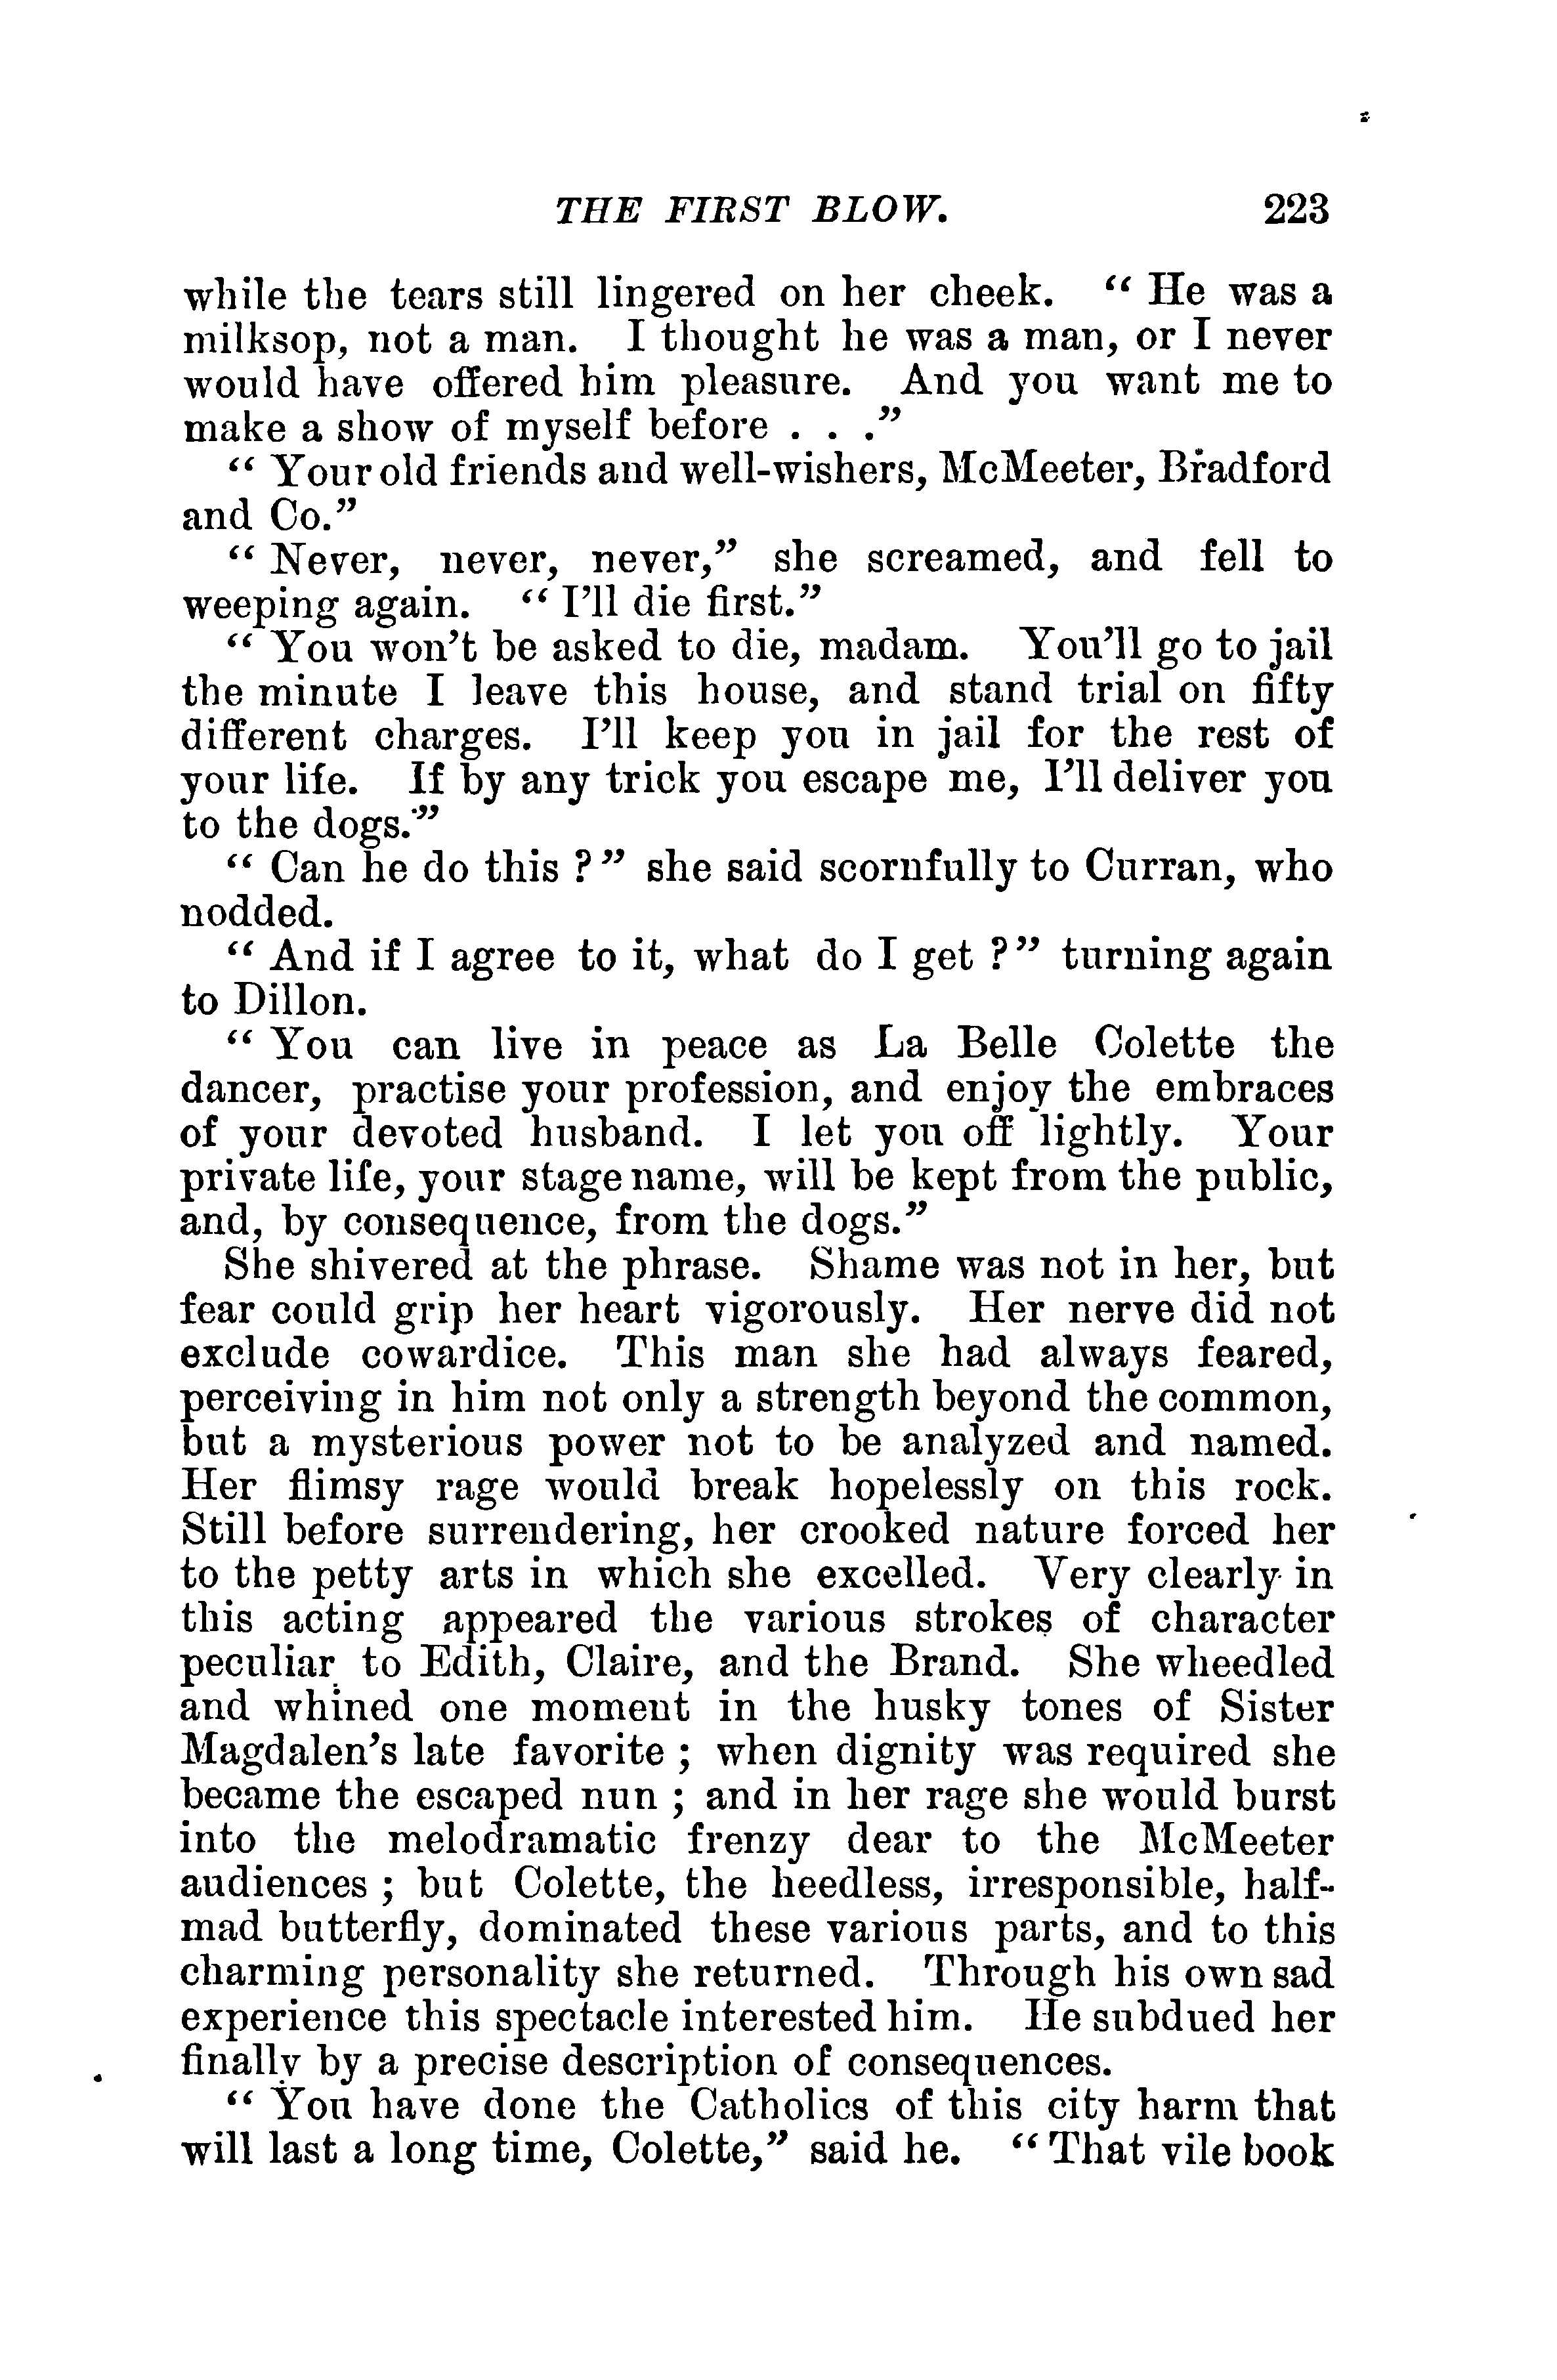 THE FIRST BLOW. 223
while the tears still lingered on her cheek. “ He was a
milksop, not a man. I thought he was a man, or I never
would have offered him pleasure. And you want me to
make a show of myself before . . .”
“ Your old friends and well-wishers, McMeeter, Bradford
and Co.”
“ Never, never, never,” she screamed, and fell to
weeping again. “ I’ll die first.”
“ You won’t be asked to die, madam. You’ll go to jail
the minute I leave this house, and stand trial on fifty
different charges. I’ll keep you in jail for the rest of
your life. If by any trick you escape me, I’ll deliver you
to the dogs.”
“ Can he do this ? ” she said scornfully to Curran, who
nodded.
“ And if I agree to it, what do I get ? ” turning again
to Dillon.
“ You can live in peace as La Belle Colette the
dancer, practise your profession, and enjoy the embraces
of your devoted husband. I let you off lightly. Your
private life, your stage name, will be kept from the public,
and, by consequence, from the dogs.”
She shivered at the phrase. Shame was not in her, but
fear could grip her heart vigorously. Her nerve did not
exclude cowardice. This man she had always feared,
perceiving in him not only a strength beyond the common,
but a mysterious power not to be analyzed and named.
Her flimsy rage would break hopelessly on this rock.
Still before surrendering, her crooked nature forced her
to the petty arts in which she excelled. Very clearly in
this acting appeared the various strokes of character
peculiar to Edith, Claire, and the Brand. She wheedled
and whined one moment in the husky tones of Sister
Magdalen’s late favorite ; when dignity was required she
became the escaped nun ; and in her rage she would burst
into the melodramatic frenzy dear to the McMeeter
audiences ; but Colette, the heedless, irresponsible, half-
mad butterfly, dominated these various parts, and to this
charming personality she returned. Through his own sad
experience this spectacle interested him. He subdued her
finally by a precise description of consequences.
“ You have done the Catholics of this city harm that
will last a long time, Colette,” said he. “ That vile book